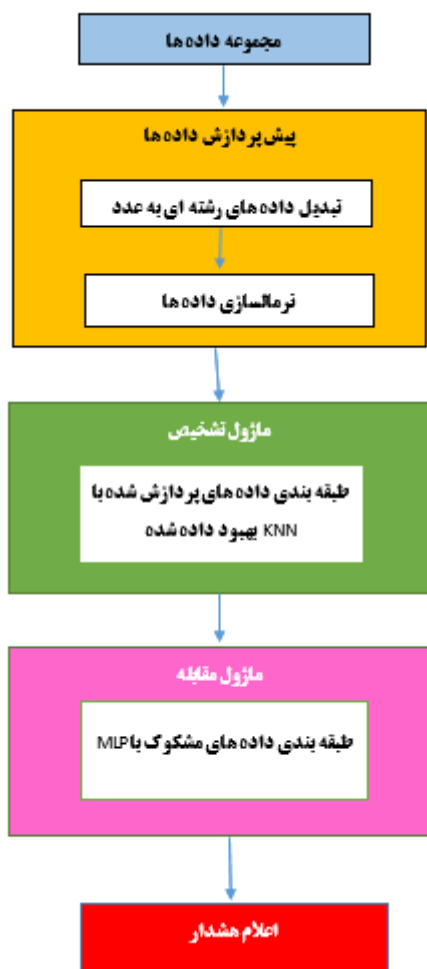 مجموعه داده ها
پیش پردازش داده ها
تبدیل داده های رشته ای به عدد
نرمالسازی داده ها
ماژول تشخیص
طبقه بندی داده های پردازش شده با
KNN بهبود داده شده
ماژول مقابله
طبقه بندی داده های مشکوک با MLP
اعلام هشدار